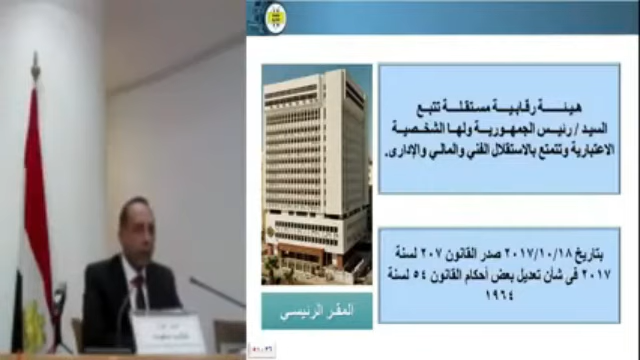 هيئة رقابية مستقلة تتبع
السيد / رئيس الجمهورية ولها الشخصية
الاعتبارية وتتمتع بالاستقلال الفني والمالي والإداري.
بتاريخ ٢٠١٧/١٠/١٨ صدر القانون ٢٠٧ لسنة
٢٠١٧ فى شأن تعديل بعض أحكام القانون ٥٤ لسنة
١٩٦٤
المقر الرئيسي